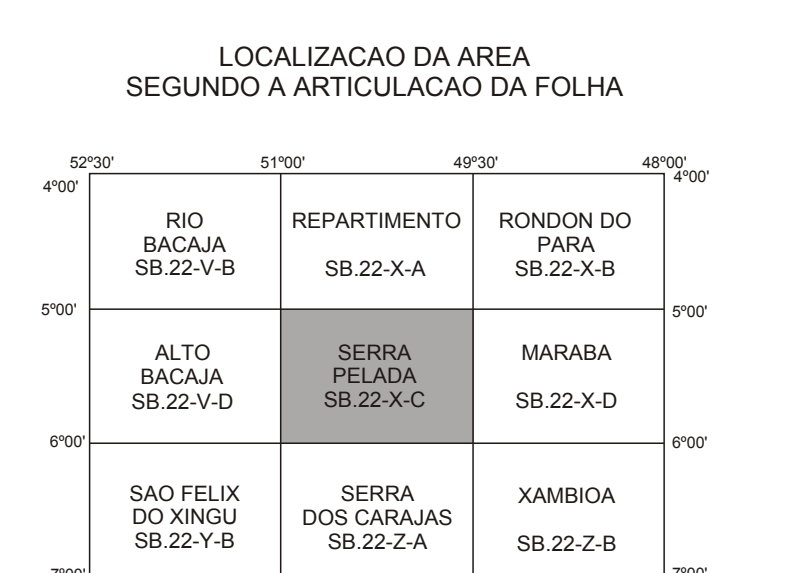 LOCALIZACAO DA AREA
SEGUNDO A ARTICULACAO DA FOLHA
52º30' 51º00' 49º30' 48º00'
4º00' 4º00'
RIO
BACAJA
SB.22-V-B
REPARTIMENTO
SB.22-X-A
RONDON DO
PARA
SB.22-X-B
5º00' 5º00'
ALTO
BACAJA
SB.22-V-D
SERRA
PELADA
SB.22-X-C
MARABA
SB.22-X-D
6º00' 6º00'
SAO FELIX
DO XINGU
SB.22-Y-B
SERRA
DOS CARAJAS
SB.22-Z-A
XAMBIOA
SB.22-Z-B
7º00' 7º00'